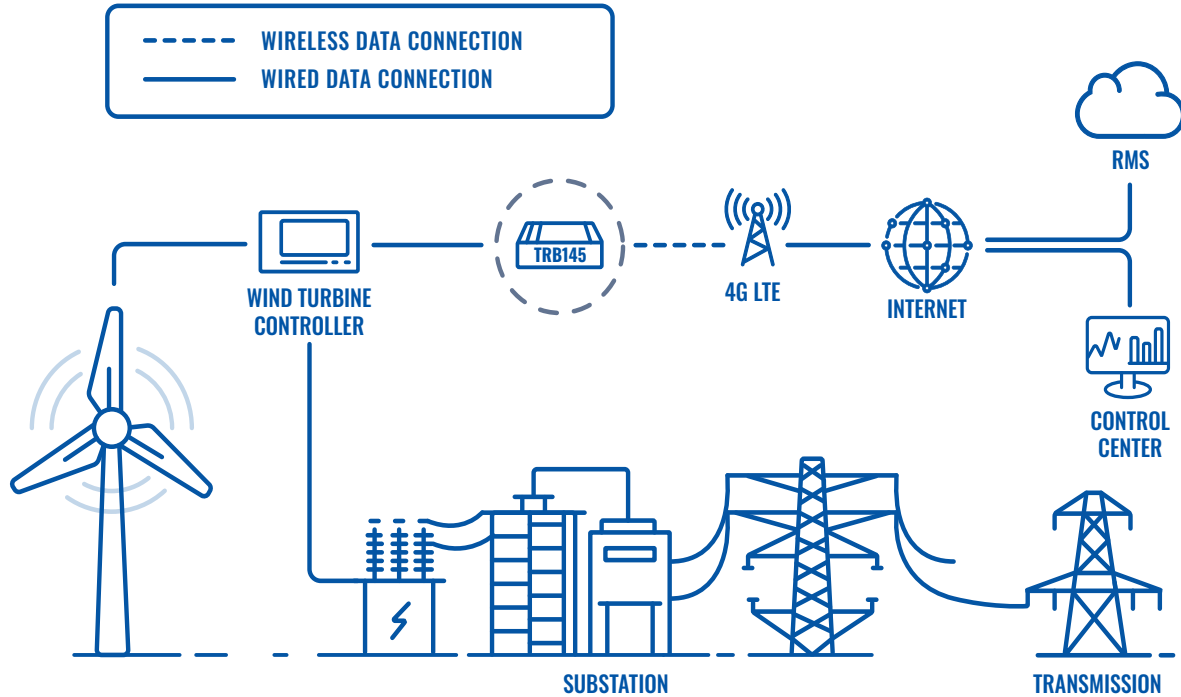 WIRELESS DATA CONNECTION
WIRED DATA CONNECTION
RMS
TRB145
4G LTE
INTERNET
WIND TURBINE
CONTROLLER
CONTROL
CENTER
SUBSTATION
TRANSMISSION